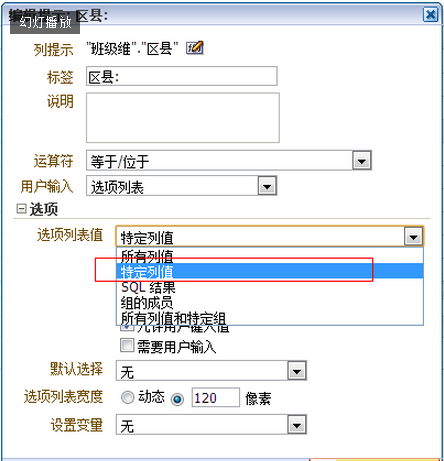 编辑提示: 区县:
幻灯播放
列提示 "班级维"."区县"
标签 区县:
说明
运算符 等于/位于
用户输入 选项列表
选项
选项列表值 特定列值
所有列值
特定列值
SQL 结果
组的成员
所有列值和特定组
允许用户键入值
需要用户输入
默认选择 无
选项列表宽度 动态 120 像素
设置变量 无